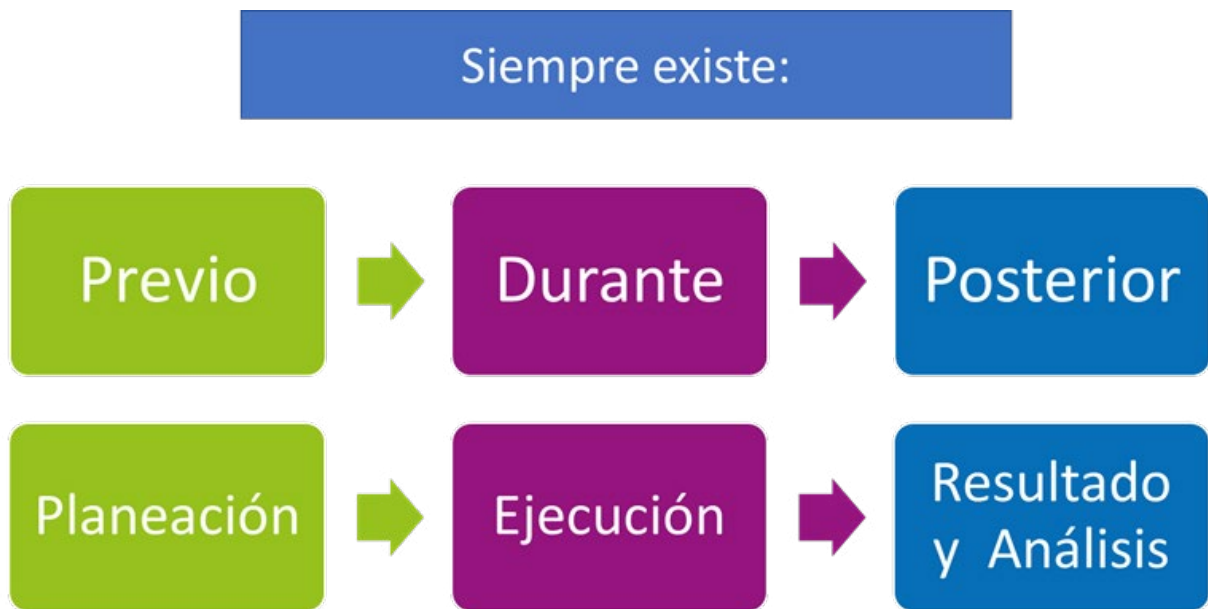 Siempre existe:
Previo
Durante
Posterior
Planeación
Ejecución
Resultado
y Análisis